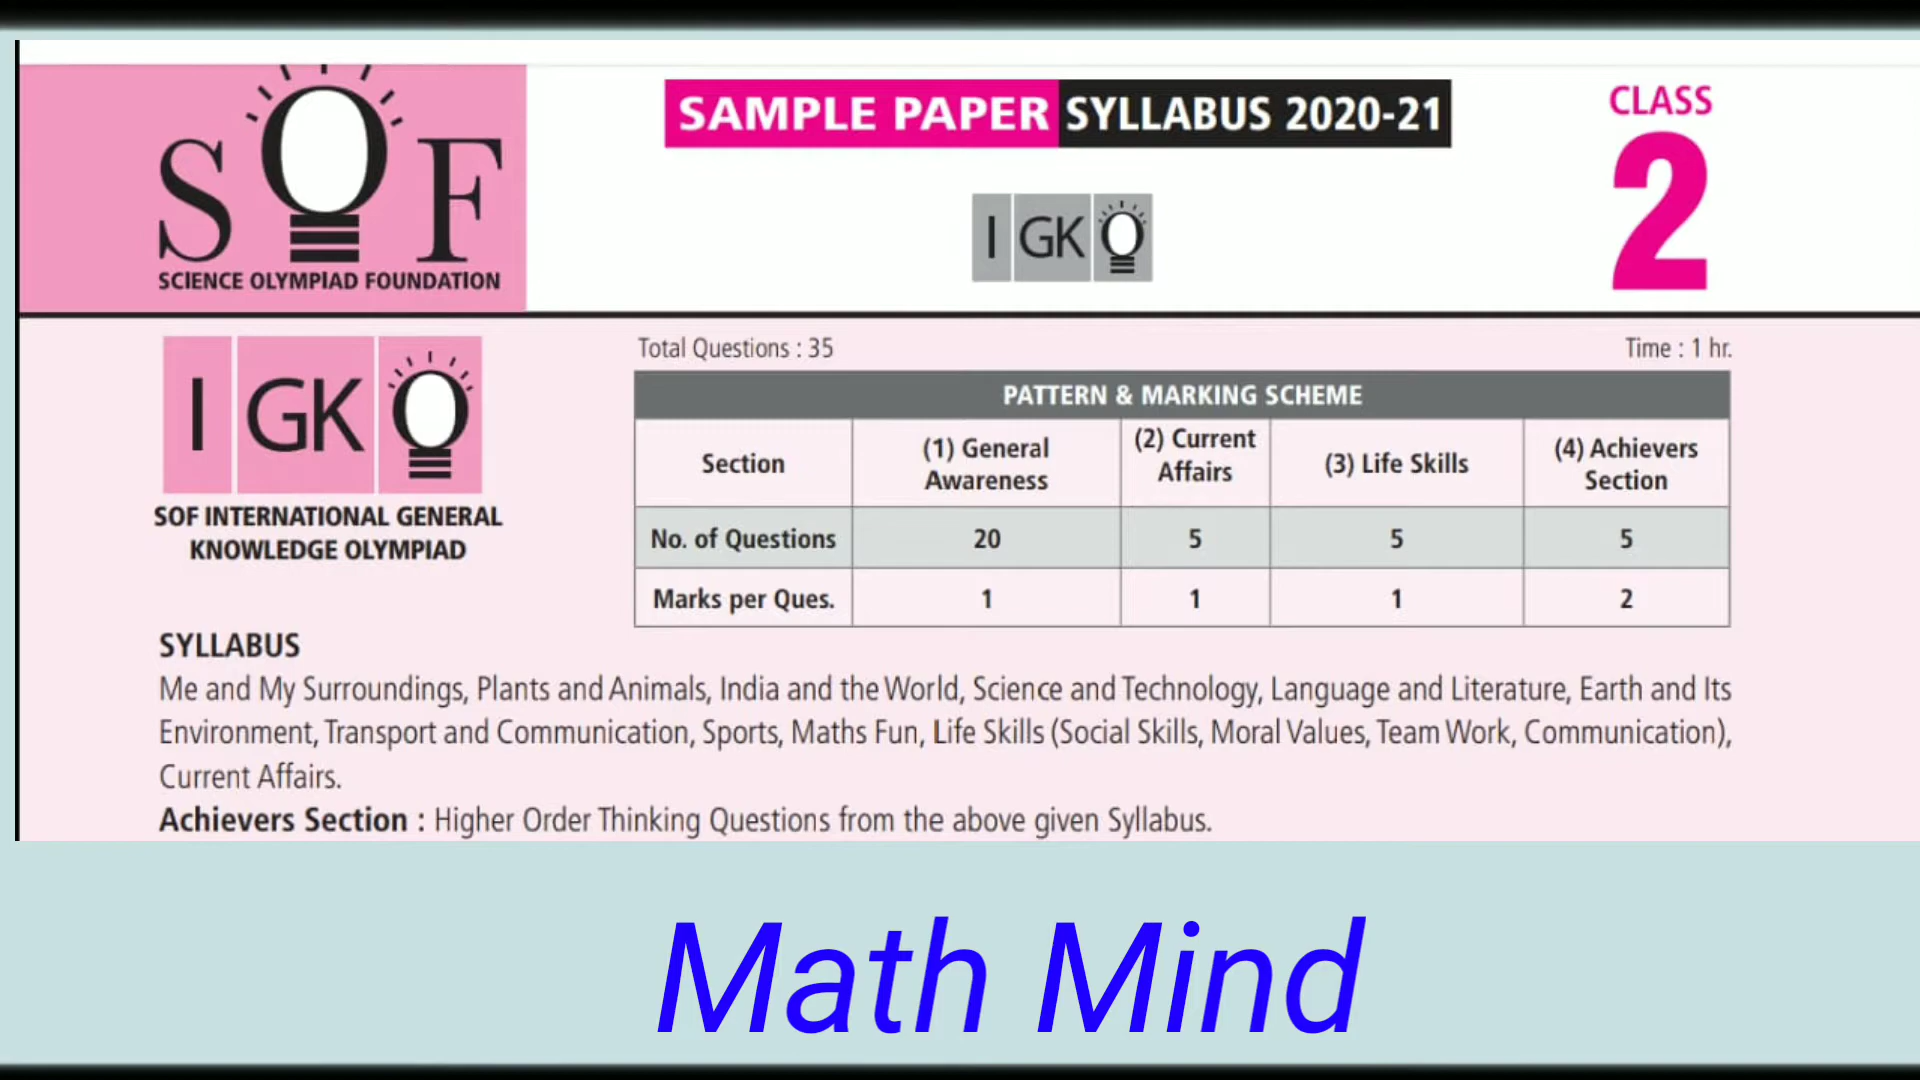 S O F
SCIENCE OLYMPIAD FOUNDATION
SAMPLE PAPER SYLLABUS 2020-21
I GK O
CLASS
2
I GK O
SOF INTERNATIONAL GENERAL
KNOWLEDGE OLYMPIAD
Total Questions : 35 Time : 1 hr.
PATTERN & MARKING SCHEME
Section (1) General Awareness (2) Current Affairs (3) Life Skills (4) Achievers Section
No. of Questions 20 5 5 5
Marks per Ques. 1 1 1 2
SYLLABUS
Me and My Surroundings, Plants and Animals, India and the World, Science and Technology, Language and Literature, Earth and Its
Environment, Transport and Communication, Sports, Maths Fun, Life Skills (Social Skills, Moral Values, Team Work, Communication),
Current Affairs.
Achievers Section : Higher Order Thinking Questions from the above given Syllabus.
Math Mind